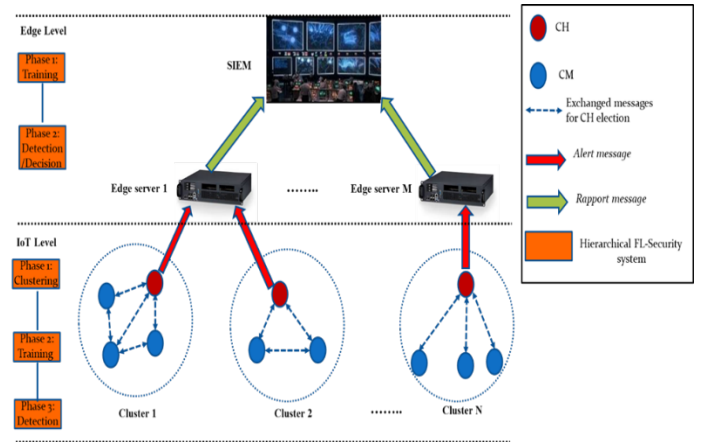 Edge Level
Phase 1:
Training
Phase 2:
Detection
/Decision
SIEM
Edge server 1
........
Edge server M
IoT Level
Phase 1:
Clustering
Phase 2:
Training
Phase 3:
Detection
Cluster 1
Cluster 2
........
Cluster N
CH
CM
Exchanged messages
for CH election
Alert message
Rapport message
Hierarchical FL-Security
system